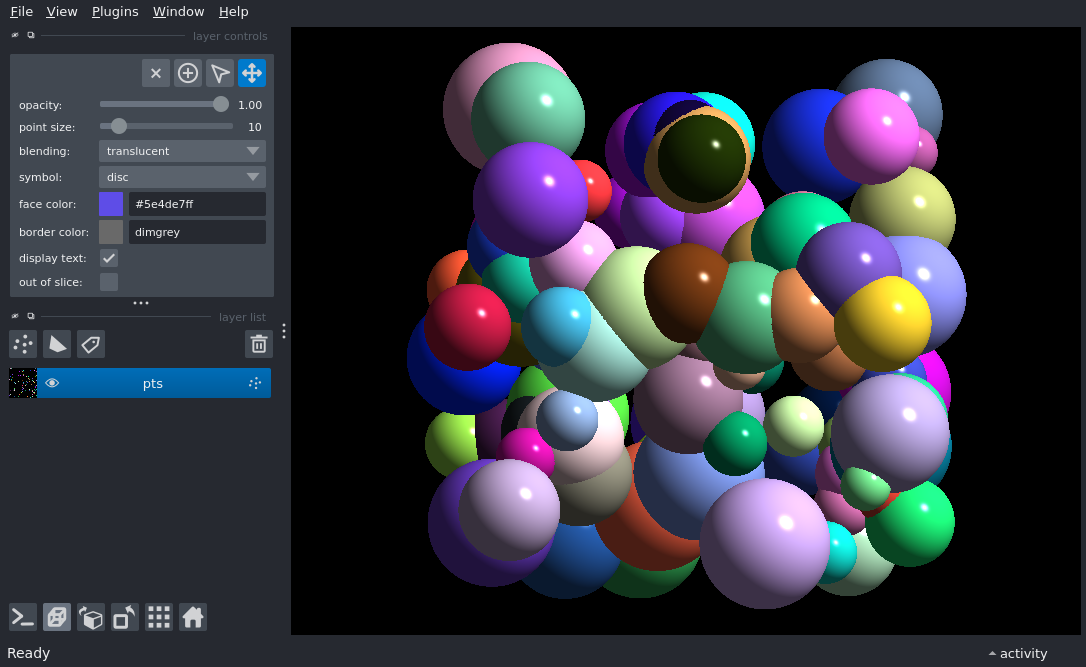 File View Plugins Window Help
layer controls
opacity: 1.00
point size: 10
blending: translucent
symbol: disc
face color: #5e4de7ff
border color: dimgrey
display text:
out of slice:
layer list
pts
Ready
activity